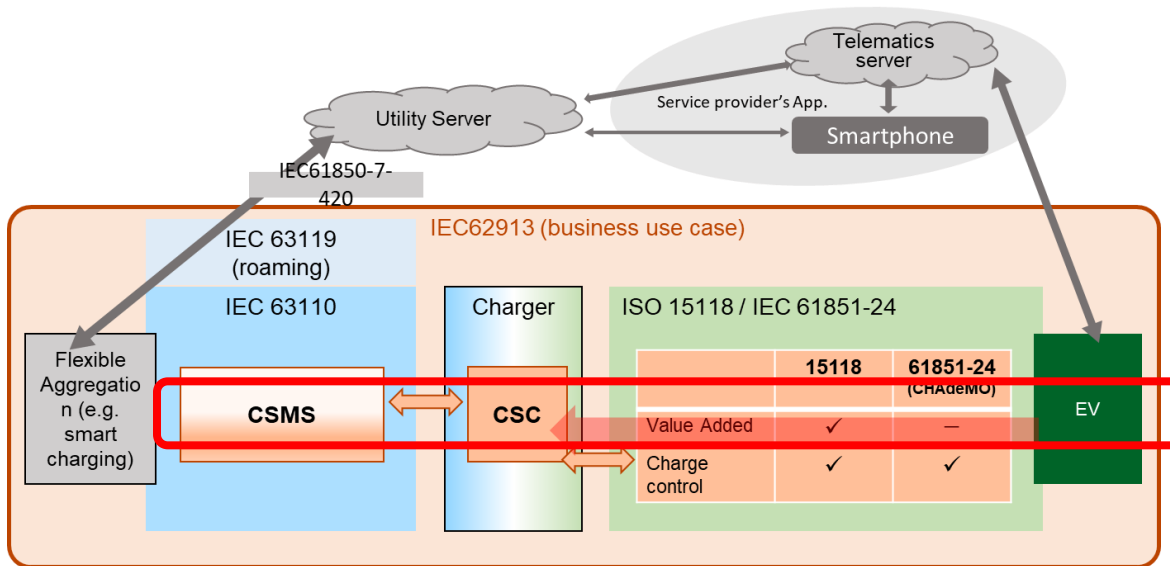 Telematics
server
Service provider's App.
Utility Server
Smartphone
IEC61850-7-
420
IEC62913 (business use case)
IEC 63119
(roaming)
IEC 63110
Charger
ISO 15118 / IEC 61851-24
Flexible
Aggregatio
n (e.g.
smart
charging)
CSMS
CSC
15118
61851-24
(CHAdeMO)
Value Added
✓
–
Charge
control
✓
✓
EV